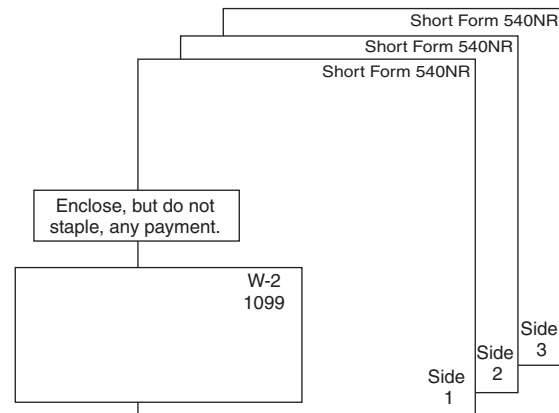 Short Form 540NR
Short Form 540NR
Short Form 540NR
Enclose, but do not
staple, any payment.
W-2
1099
Side
3
Side
2
Side
1